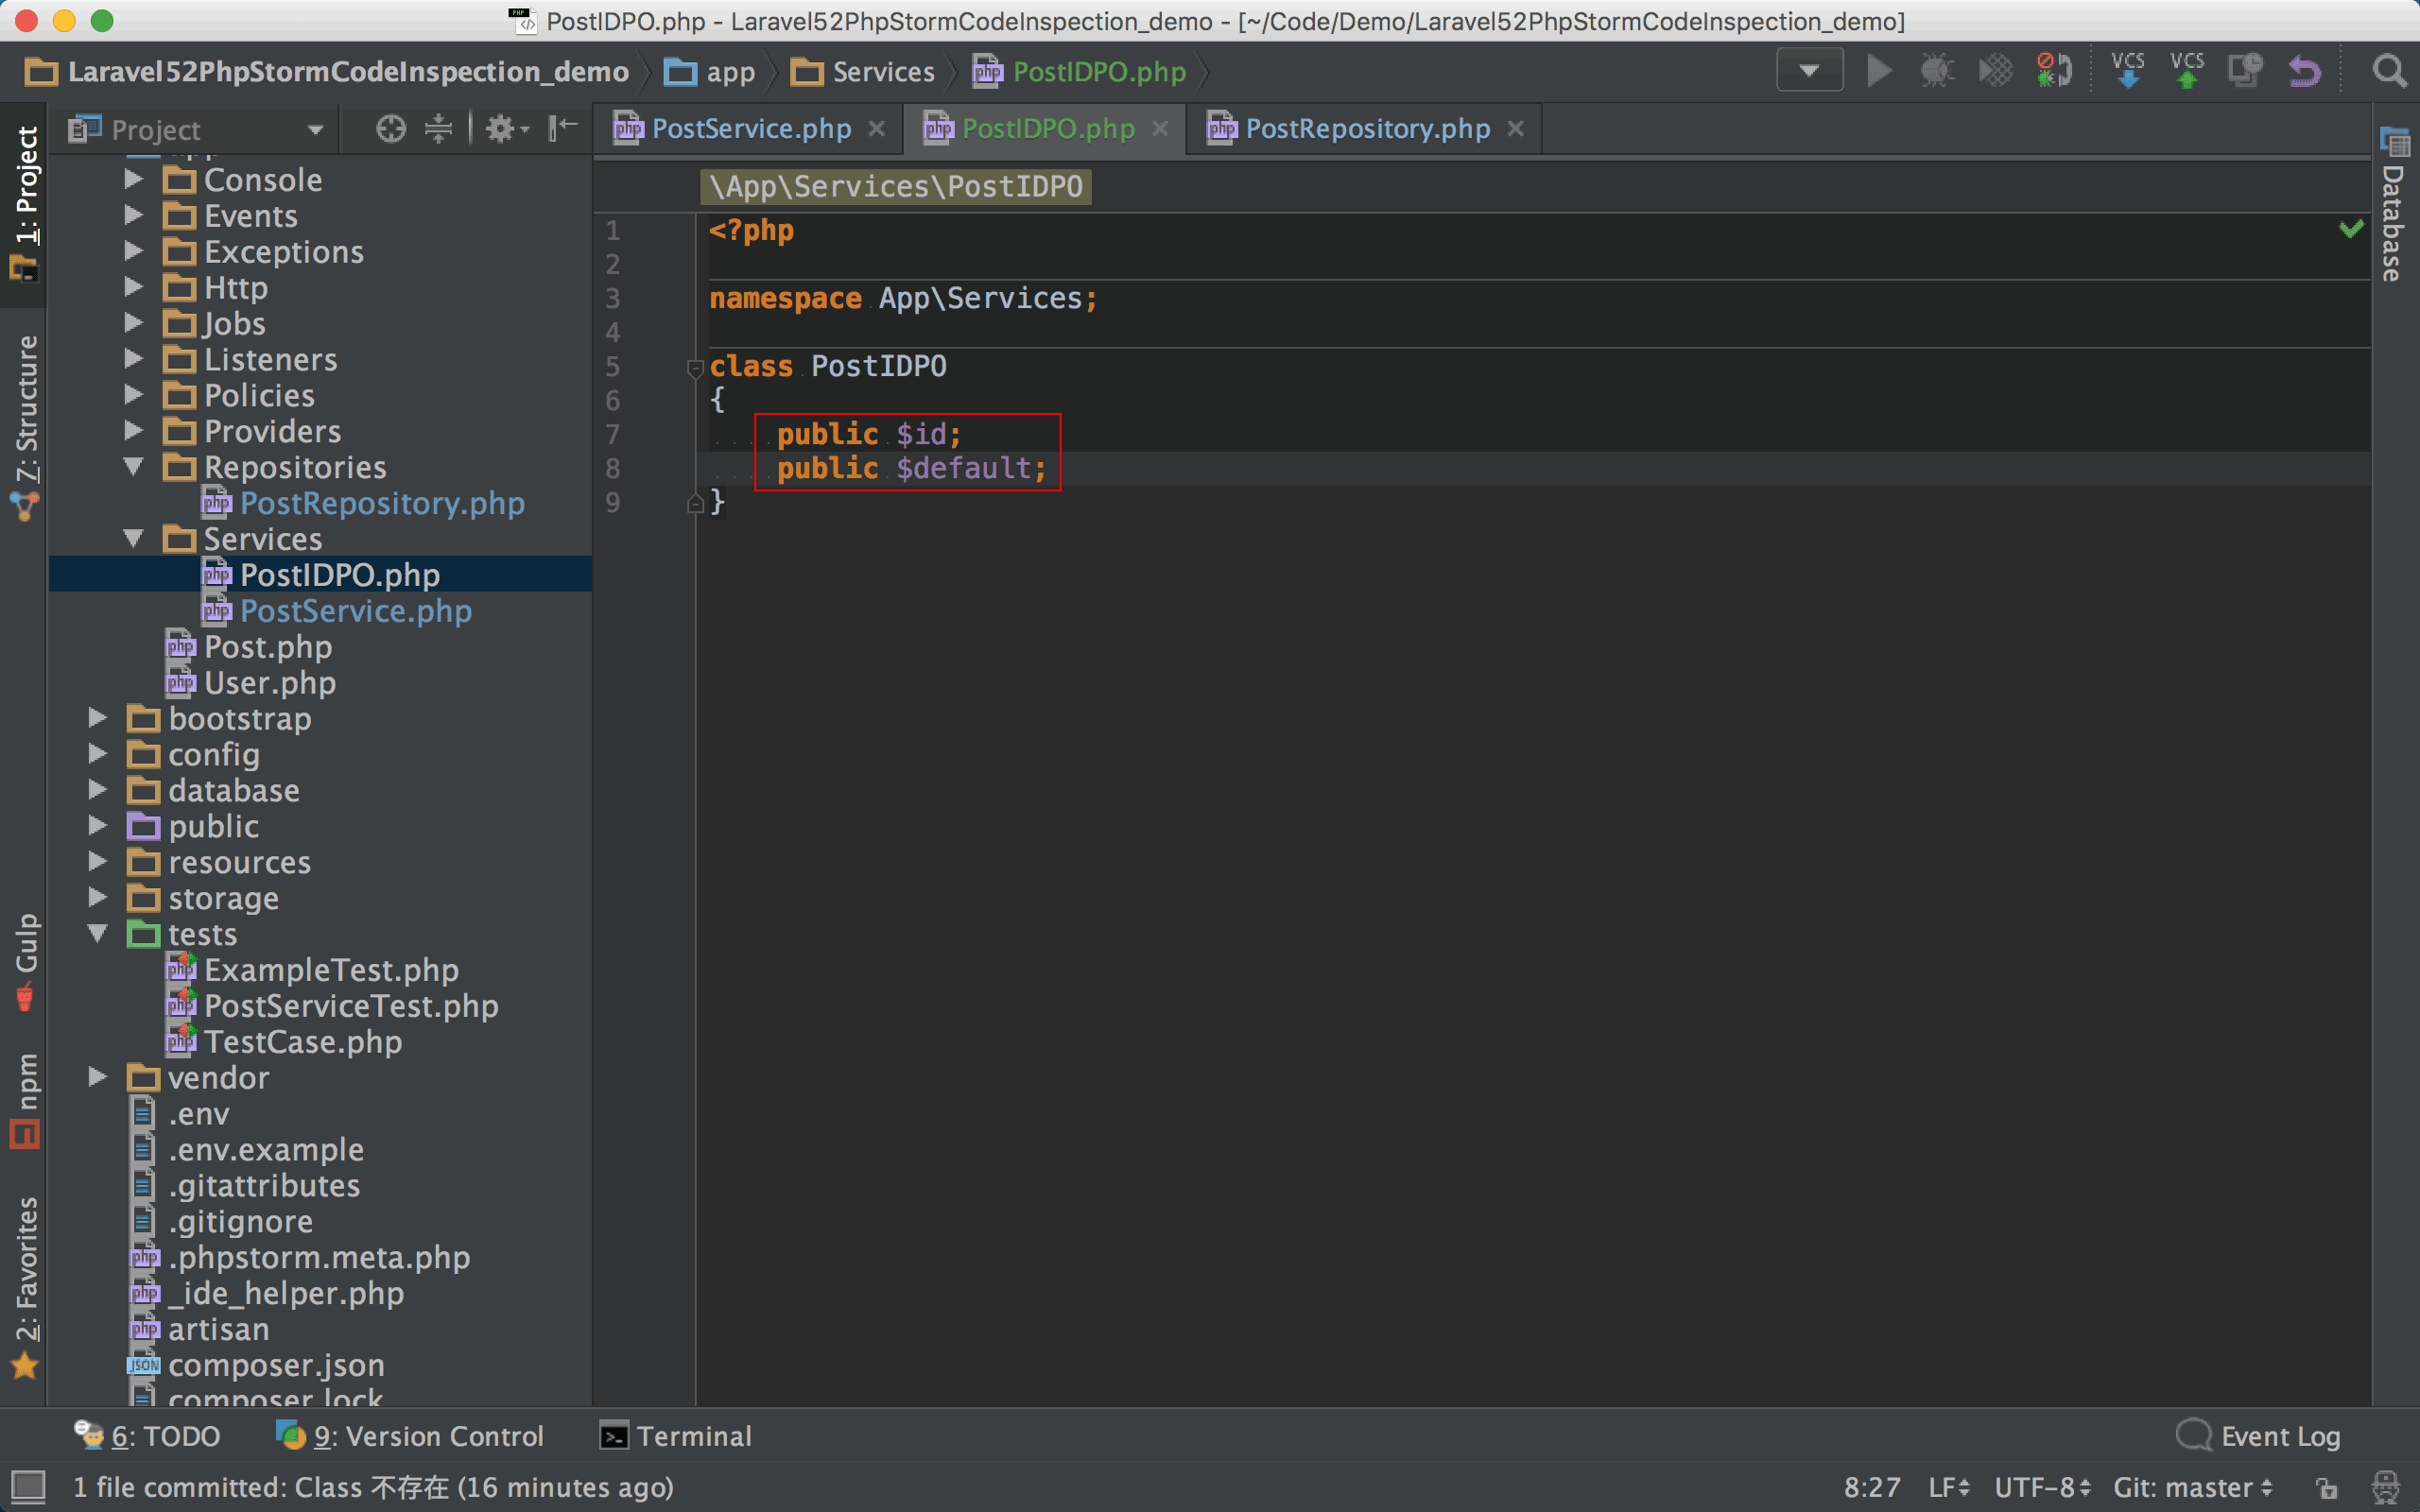 PostIDPO.php - Laravel52PhpStormCodeInspection_demo - [~/Code/Demo/Laravel52PhpStormCodeInspection_demo]
Laravel52PhpStormCodeInspection_demo app Services PostIDPO.php VCS VCS
1: Project
Z: Structure
Gulp
npm
2: Favorites
Project
Console
Events
Exceptions
Http
Jobs
Listeners
Policies
Providers
Repositories
PostRepository.php
Services
PostIDPO.php
PostService.php
Post.php
User.php
bootstrap
config
database
public
resources
storage
tests
ExampleTest.php
PostServiceTest.php
TestCase.php
vendor
.env
.env.example
.gitattributes
.gitignore
.phpstorm.meta.php
_ide_helper.php
artisan
composer.json
composer.lock
PostService.php PostIDPO.php PostRepository.php
\App\Services\PostIDPO
1 <?php
2
3 namespace App\Services;
4
5 class PostIDPO
6 {
7 public $id;
8 public $default;
9 }
Database
6: TODO 9: Version Control Terminal Event Log
1 file committed: Class 不存在 (16 minutes ago) 8:27 LF UTF-8 Git: master